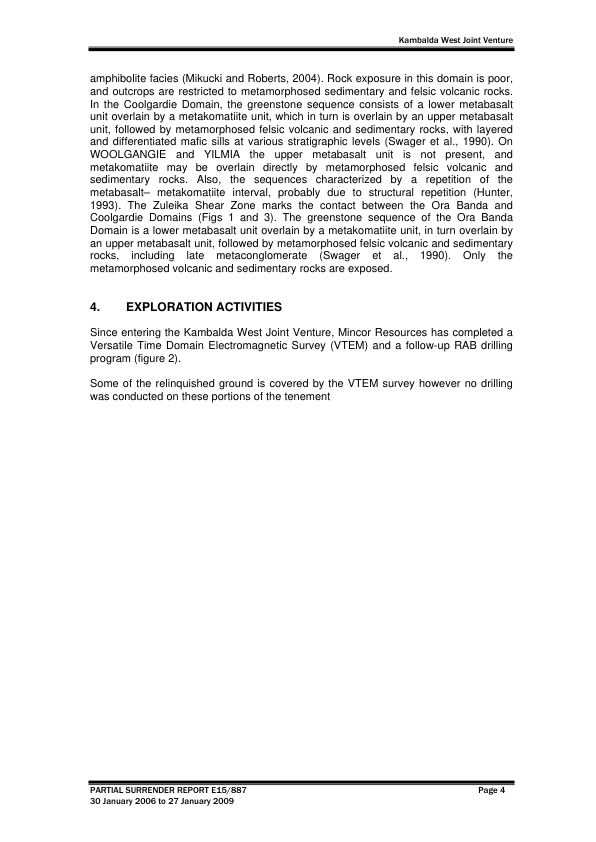 Kambalda West Joint Venture
amphibolite facies (Mikucki and Roberts, 2004). Rock exposure in this domain is poor,
and outcrops are restricted to metamorphosed sedimentary and felsic volcanic rocks.
In the Coolgardie Domain, the greenstone sequence consists of a lower metabasalt
unit overlain by a metakomatiite unit, which in turn is overlain by an upper metabasalt
unit, followed by metamorphosed felsic volcanic and sedimentary rocks, with layered
and differentiated mafic sills at various stratigraphic levels (Swager et al., 1990). On
WOOLGANGIE and YILMIA the upper metabasalt unit is not present, and
metakomatiite may be overlain directly by metamorphosed felsic volcanic and
sedimentary rocks. Also, the sequences characterized by a repetition of the
metabasalt– metakomatiite interval, probably due to structural repetition (Hunter,
1993). The Zuleika Shear Zone marks the contact between the Ora Banda and
Coolgardie Domains (Figs 1 and 3). The greenstone sequence of the Ora Banda
Domain is a lower metabasalt unit overlain by a metakomatiite unit, in turn overlain by
an upper metabasalt unit, followed by metamorphosed felsic volcanic and sedimentary
rocks, including late metaconglomerate (Swager et al., 1990). Only the
metamorphosed volcanic and sedimentary rocks are exposed.
4. EXPLORATION ACTIVITIES
Since entering the Kambalda West Joint Venture, Mincor Resources has completed a
Versatile Time Domain Electromagnetic Survey (VTEM) and a follow-up RAB drilling
program (figure 2).
Some of the relinquished ground is covered by the VTEM survey however no drilling
was conducted on these portions of the tenement
PARTIAL SURRENDER REPORT E15/887 Page 4
30 January 2006 to 27 January 2009